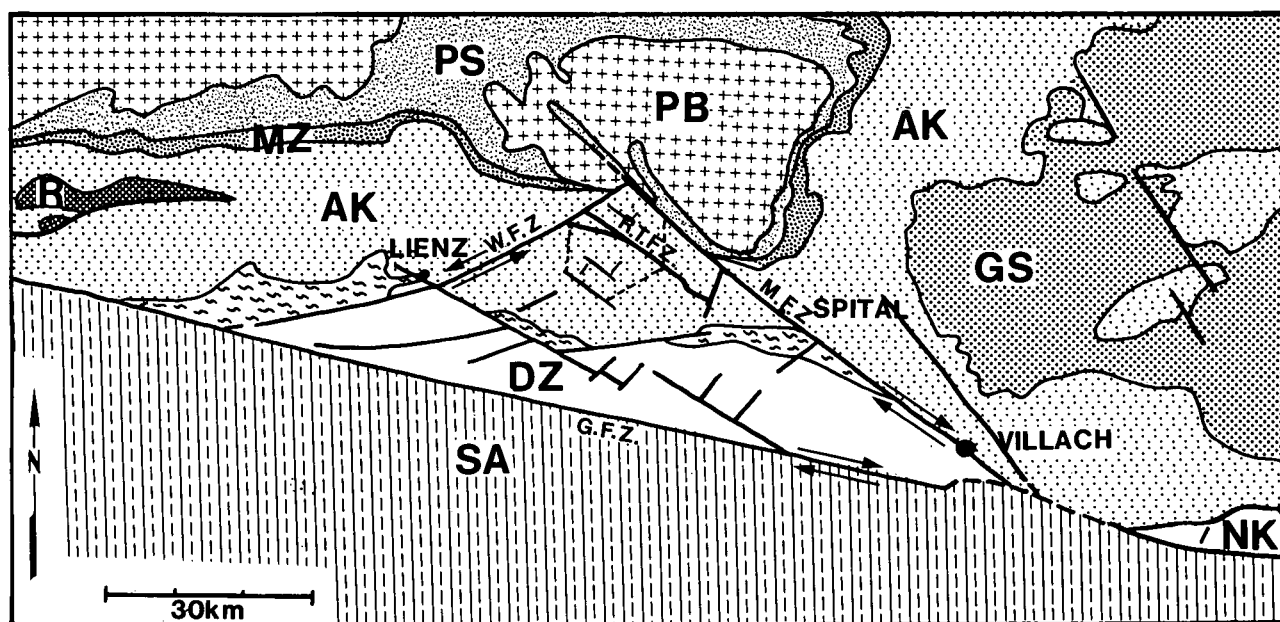 PS
PB
AK
MZ
R
AK
LIENZ
W.F.Z
R.T.F.Z.
GS
M.F.Z
SPITAL
DZ
G.F.Z.
SA
VILLACH
NK
N
30km